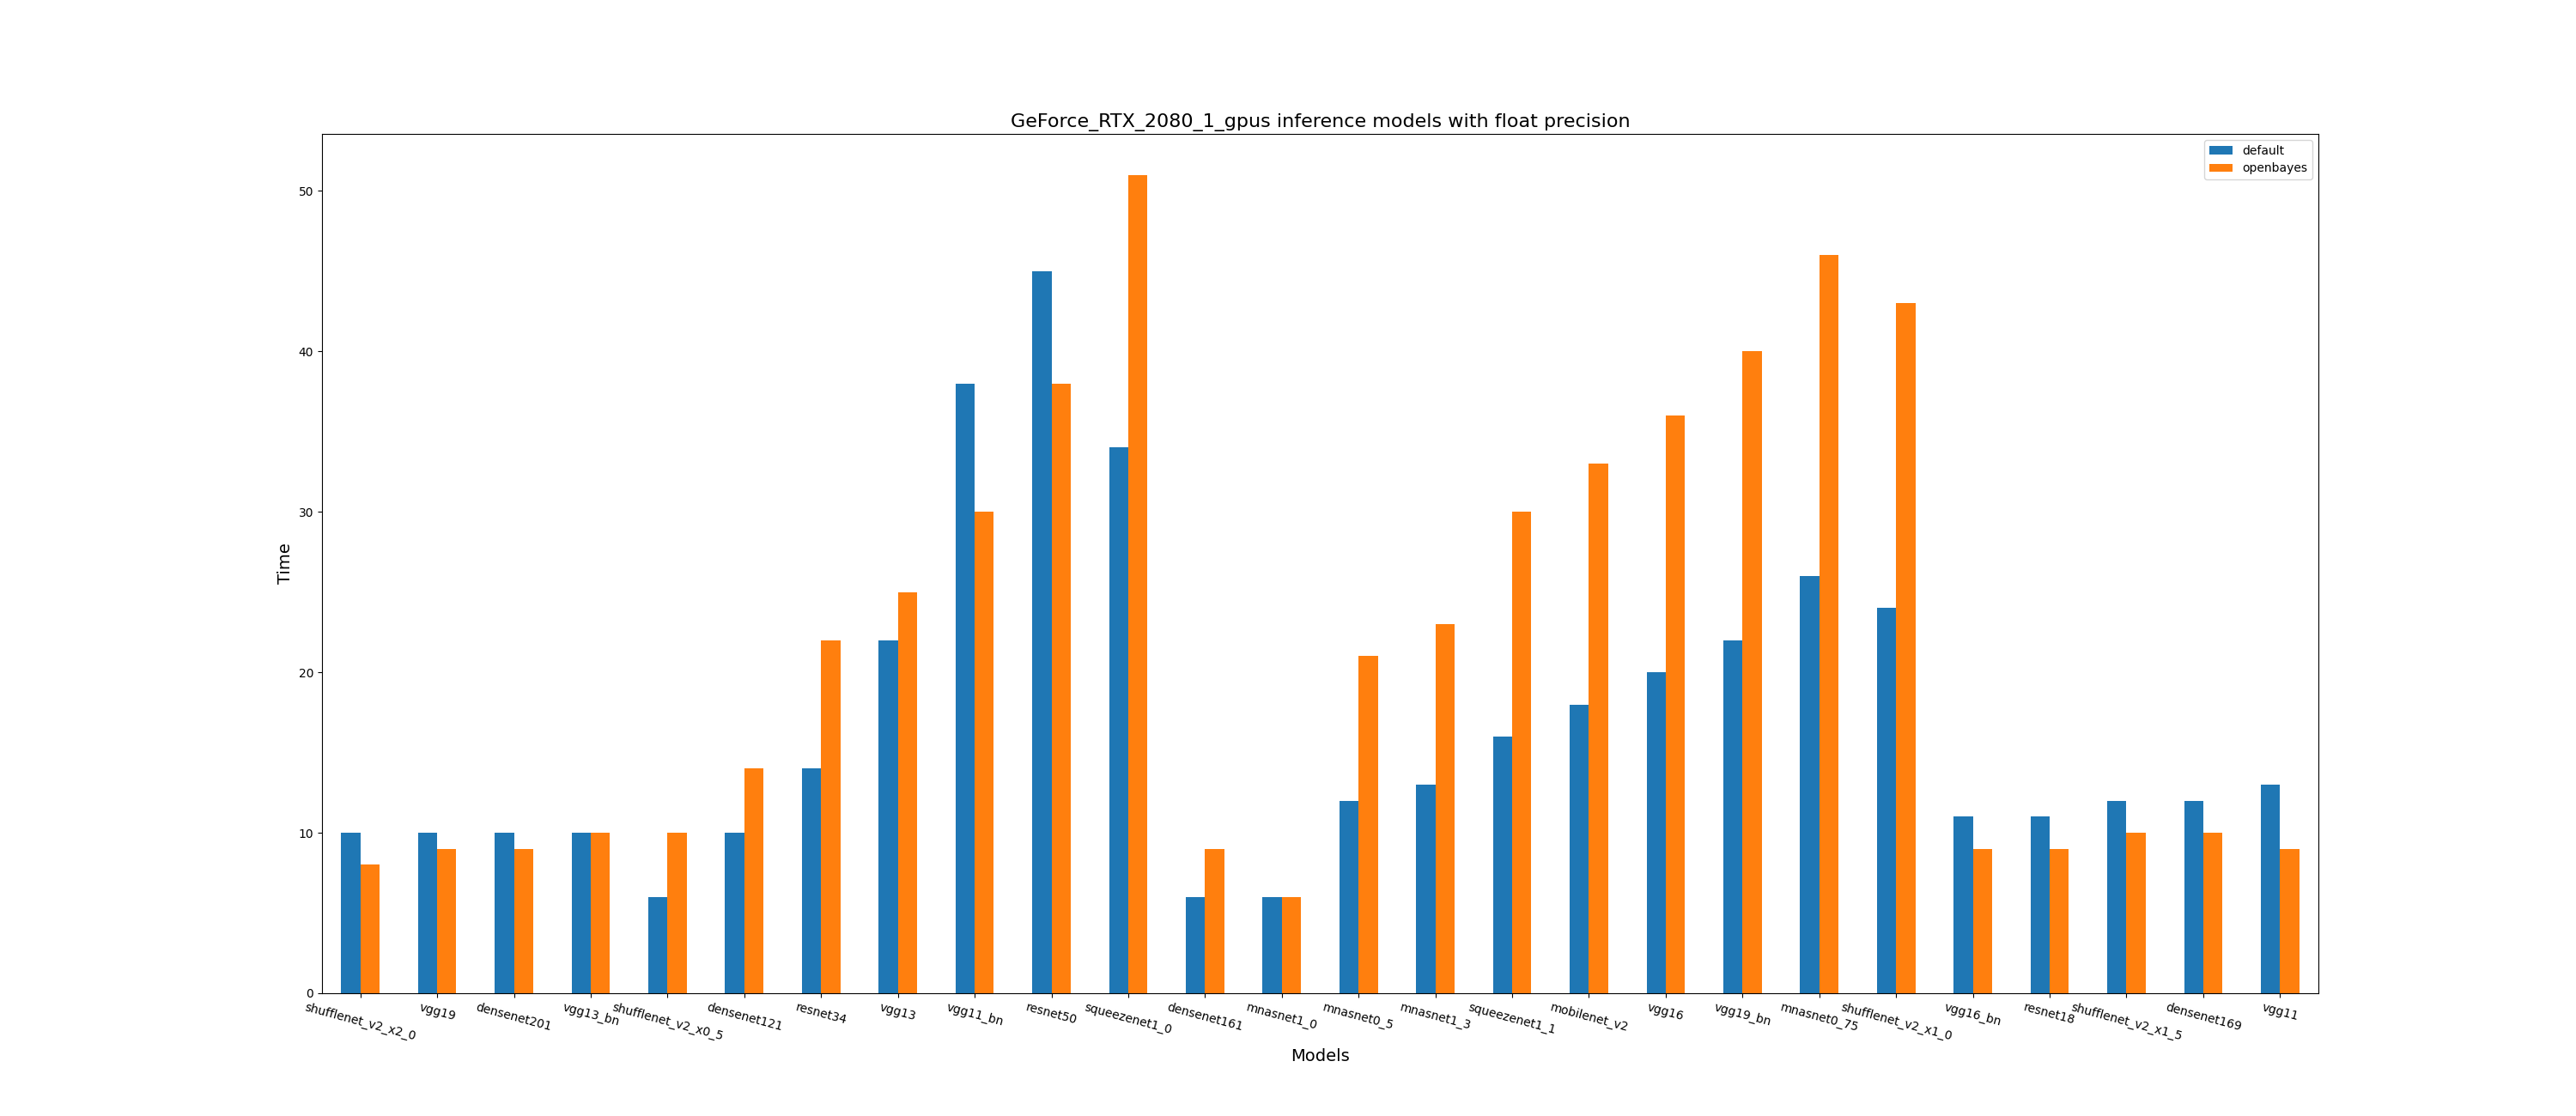 GeForce_RTX_2080_1_gpus inference models with float precision
default
openbayes
50
40
30
20
10
0
Time
shufflenet_v2_x2_0
vgg19
densenet201
vgg13_bn
shufflenet_v2_x0_5
densenet121
resnet34
vgg13
vgg11_bn
resnet50
squeezenet1_0
densenet161
mnasnet1_0
mnasnet0_5
mnasnet1_3
squeezenet1_1
mobilenet_v2
vgg16
vgg19_bn
mnasnet0_75
shufflenet_v2_x1_0
vgg16_bn
resnet18
shufflenet_v2_x1_5
densenet169
vgg11
Models